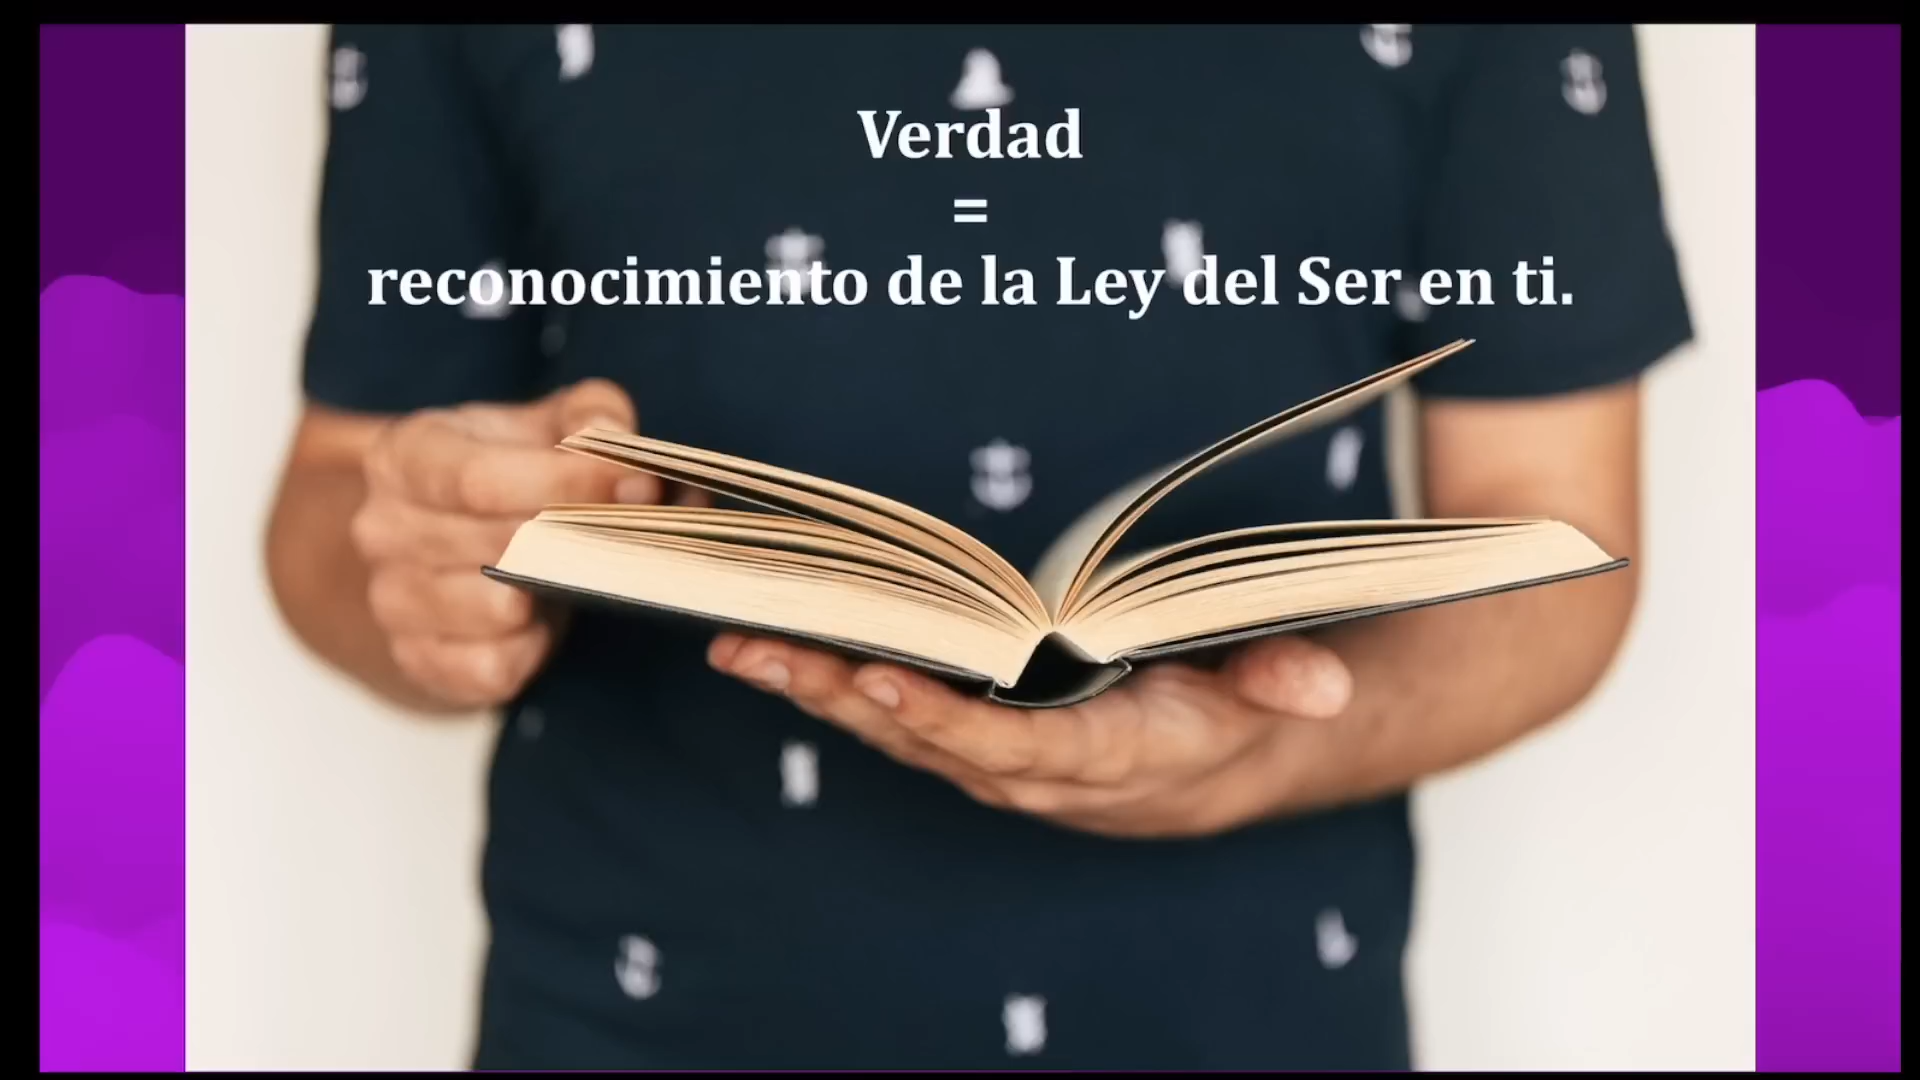 Verdad
=
reconocimiento de la Ley del Ser en ti.